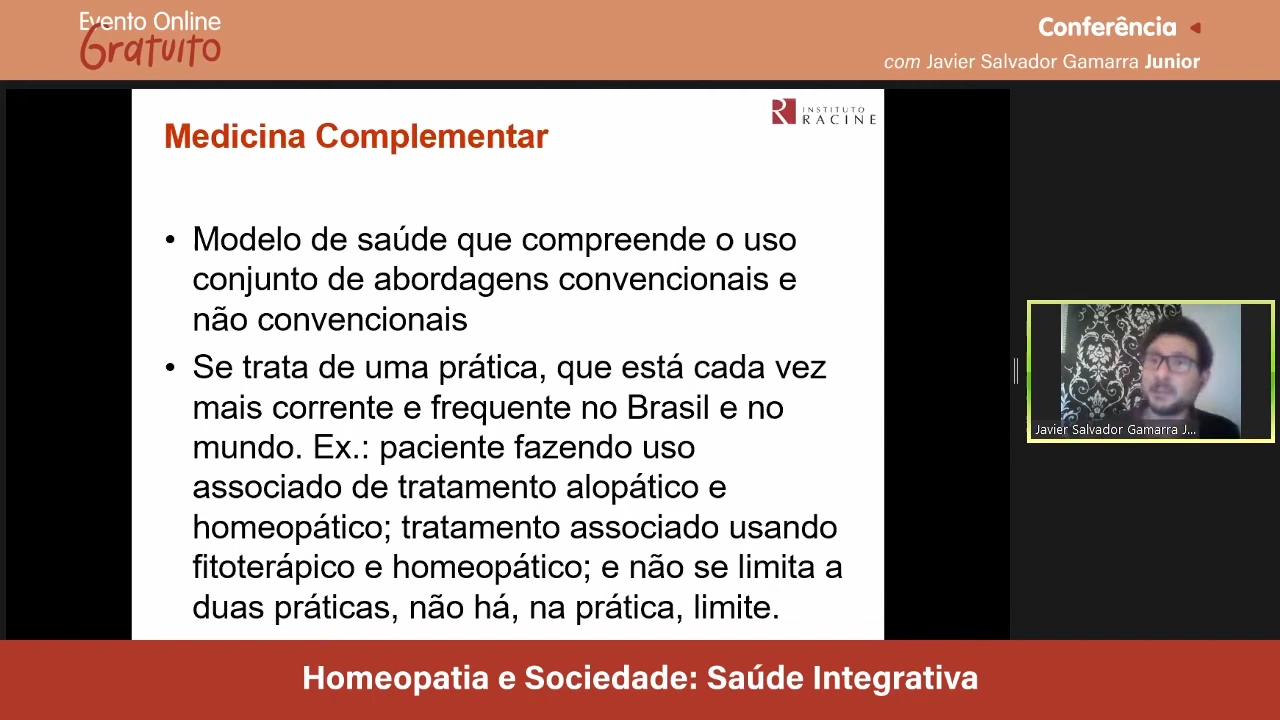 Evento Online
Gratuito
Conferência
com Javier Salvador Gamarra Junior
INSTITUTO
RACINE
Medicina Complementar
• Modelo de saúde que compreende o uso
conjunto de abordagens convencionais e
não convencionais
• Se trata de uma prática, que está cada vez
mais corrente e frequente no Brasil e no
mundo. Ex.: paciente fazendo uso
associado de tratamento alopático e
homeopático; tratamento associado usando
fitoterápico e homeopático; e não se limita a
duas práticas, não há, na prática, limite.
Javier Salvador Gamarra J...
Homeopatia e Sociedade: Saúde Integrativa